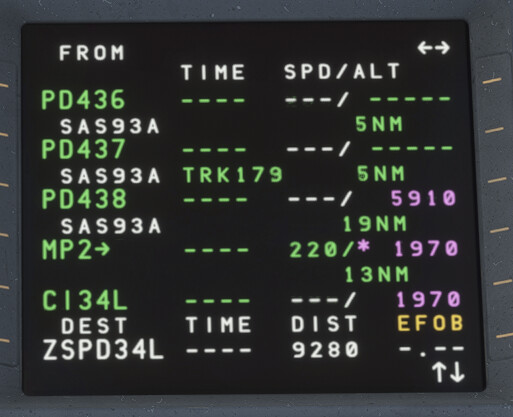 FROM ↔
TIME SPD/ALT
PD436 ---- ---/ -----
SAS93A 5NM
PD437 ---- ---/ -----
SAS93A TRK179 5NM
PD438 ---- ---/ 5910
SAS93A 19NM
MP2→ ---- 220/* 1970
13NM
CI34L ---- ---/ 1970
DEST TIME DIST EFOB
ZSPD34L ---- 9280 -.--
↑↓